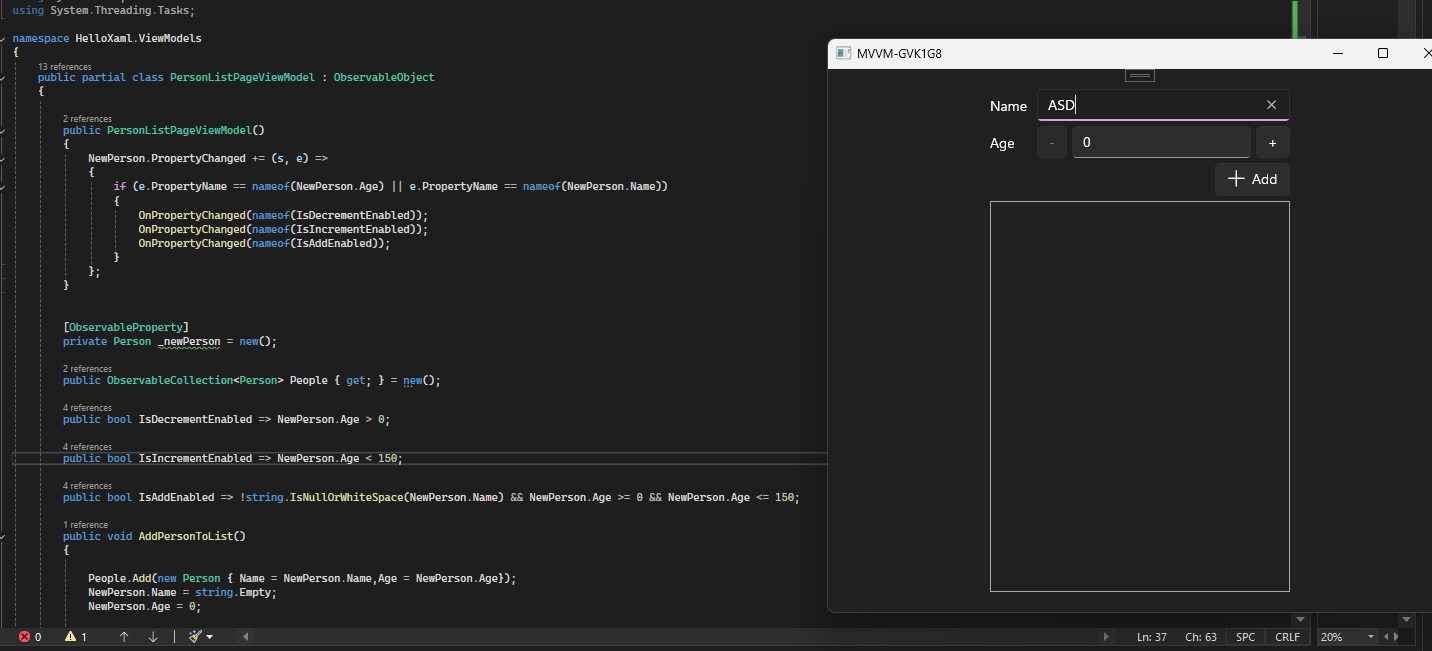 using System.Threading.Tasks;
namespace HelloXaml.ViewModels
{
13 references
public partial class PersonListPageViewModel : ObservableObject
{
2 references
public PersonListPageViewModel()
{
NewPerson.PropertyChanged += (s, e) =>
{
if (e.PropertyName == nameof(NewPerson.Age) || e.PropertyName == nameof(NewPerson.Name))
{
OnPropertyChanged(nameof(IsDecrementEnabled));
OnPropertyChanged(nameof(IsIncrementEnabled));
OnPropertyChanged(nameof(IsAddEnabled));
}
};
}
[ObservableProperty]
private Person _newPerson = new();
2 references
public ObservableCollection<Person> People { get; } = new();
4 references
public bool IsDecrementEnabled => NewPerson.Age > 0;
4 references
public bool IsIncrementEnabled => NewPerson.Age < 150;
4 references
public bool IsAddEnabled => !string.IsNullOrWhiteSpace(NewPerson.Name) && NewPerson.Age >= 0 && NewPerson.Age <= 150;
1 reference
public void AddPersonToList()
{
People.Add(new Person { Name = NewPerson.Name,Age = NewPerson.Age});
NewPerson.Name = string.Empty;
NewPerson.Age = 0;
0 1 Ln: 37 Ch: 63 SPC CRLF 20%
MVVM-GVK1G8
Name ASD
Age - 0 +
+ Add